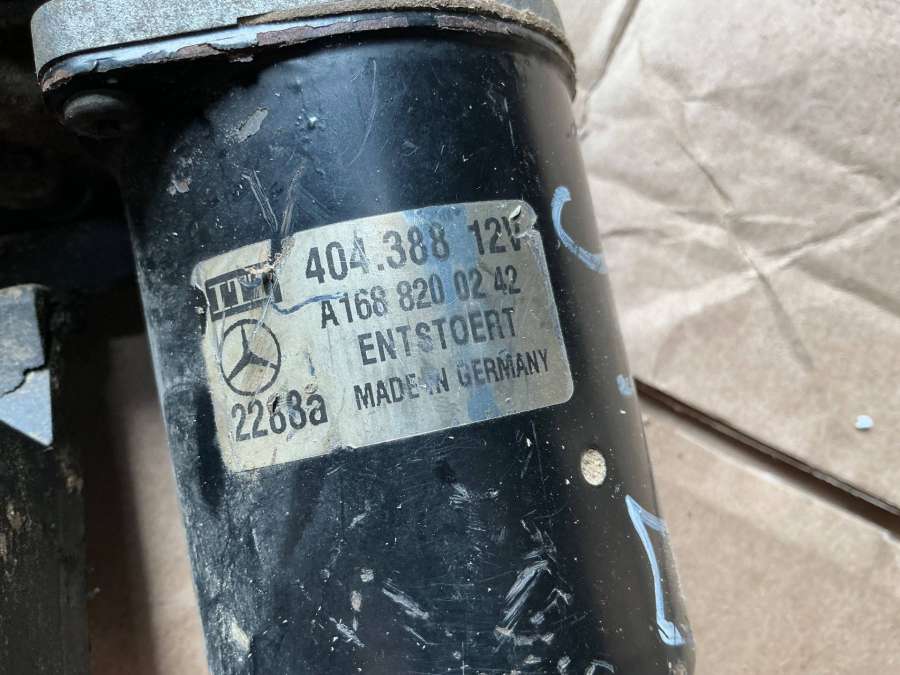 404.388 12V
A168 820 02 42
ENTSTOERT
MADE IN GERMANY
2268a